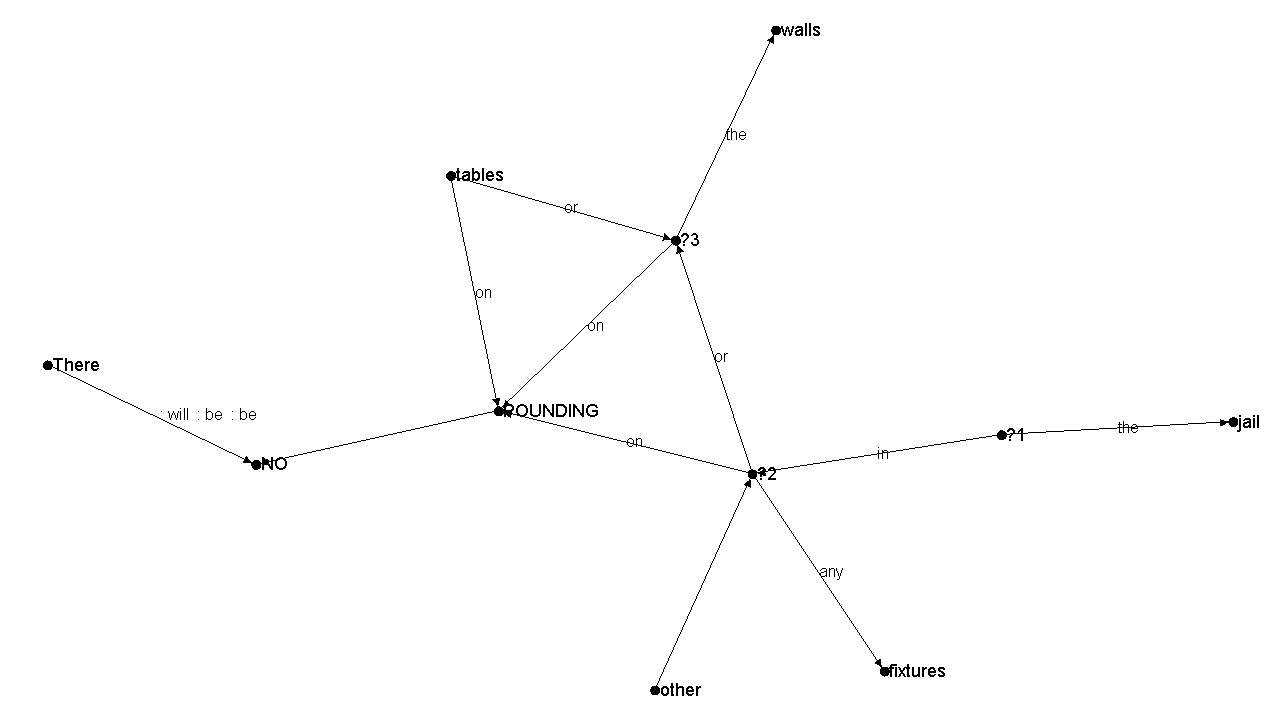 walls
the
tables
or
?3
on
on
or
There
: will : be : be
ROUNDING
on
NO
?2
in
?1
the
jail
any
fixtures
other